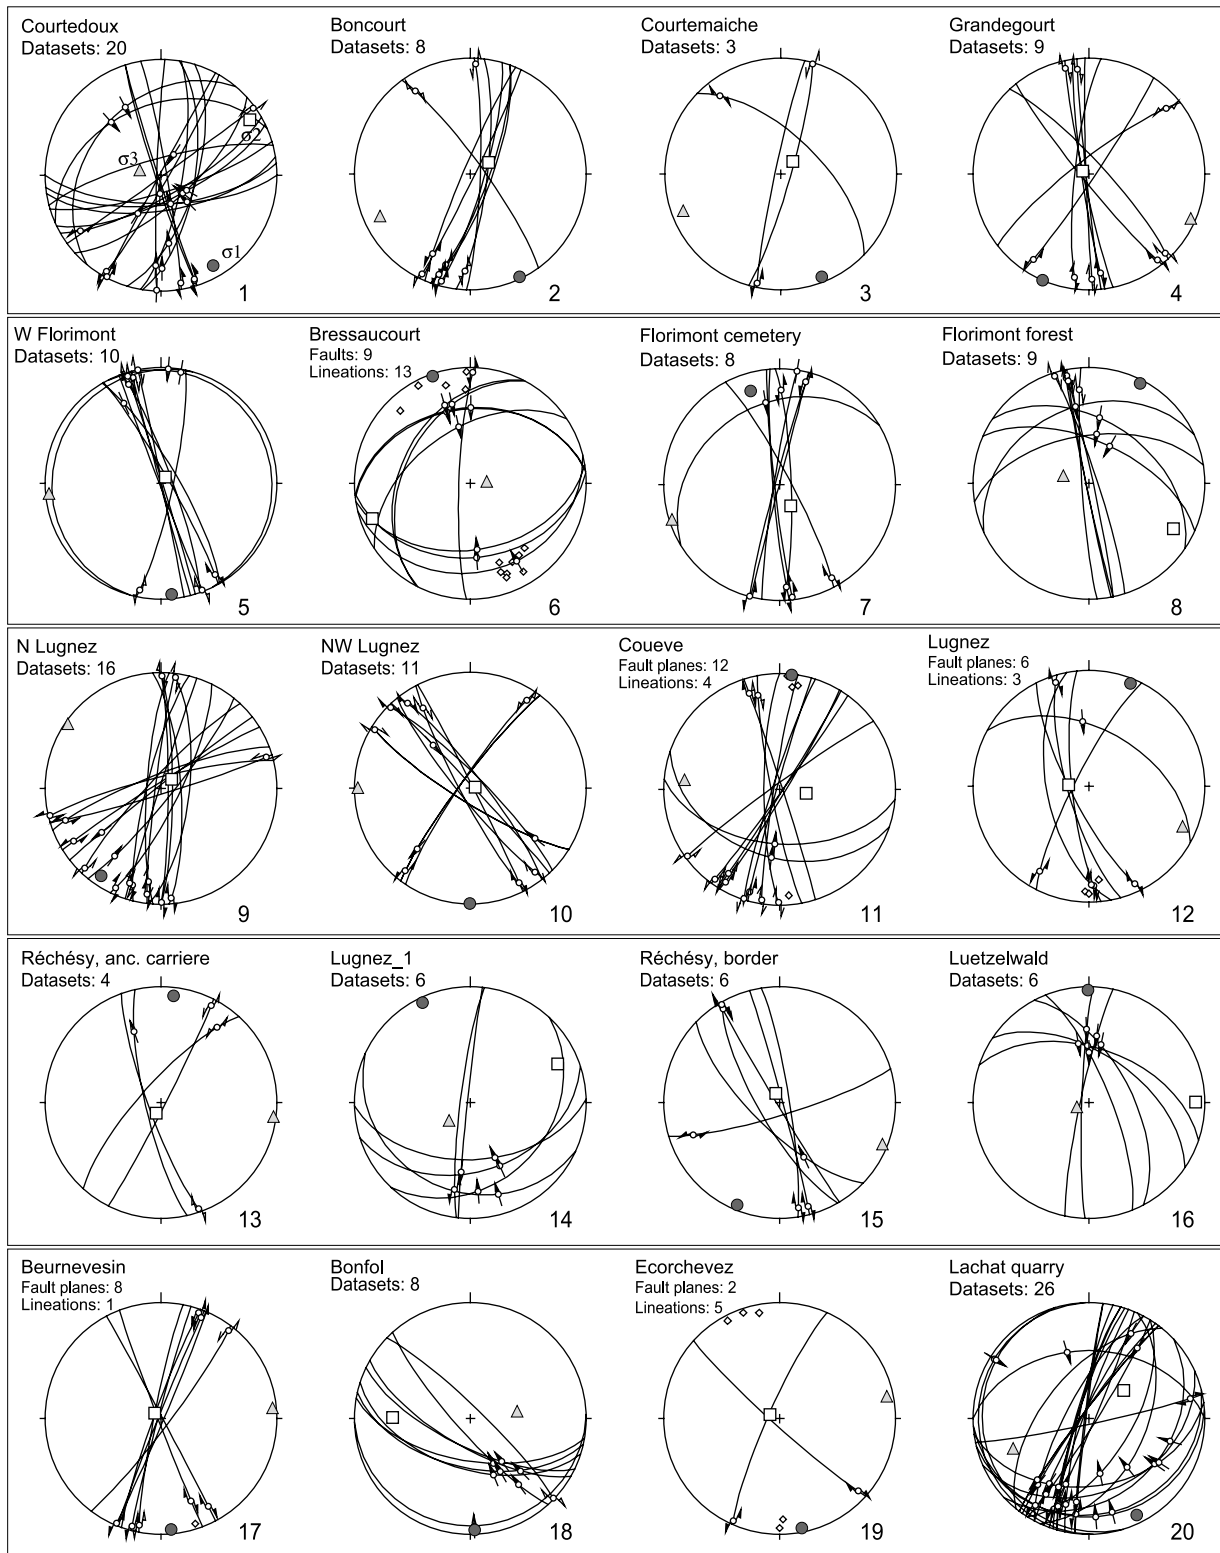 Courtedoux
Datasets: 20
σ3
σ2
σ1
1
Boncourt
Datasets: 8
2
Courtemaiche
Datasets: 3
3
Grandegourt
Datasets: 9
4
W Florimont
Datasets: 10
5
Bressaucourt
Faults: 9
Lineations: 13
6
Florimont cemetery
Datasets: 8
7
Florimont forest
Datasets: 9
8
N Lugnez
Datasets: 16
9
NW Lugnez
Datasets: 11
10
Coueve
Fault planes: 12
Lineations: 4
11
Lugnez
Fault planes: 6
Lineations: 3
12
Réchésy, anc. carriere
Datasets: 4
13
Lugnez_1
Datasets: 6
14
Réchésy, border
Datasets: 6
15
Luetzelwald
Datasets: 6
16
Beurnevesin
Fault planes: 8
Lineations: 1
17
Bonfol
Datasets: 8
18
Ecorchevez
Fault planes: 2
Lineations: 5
19
Lachat quarry
Datasets: 26
20